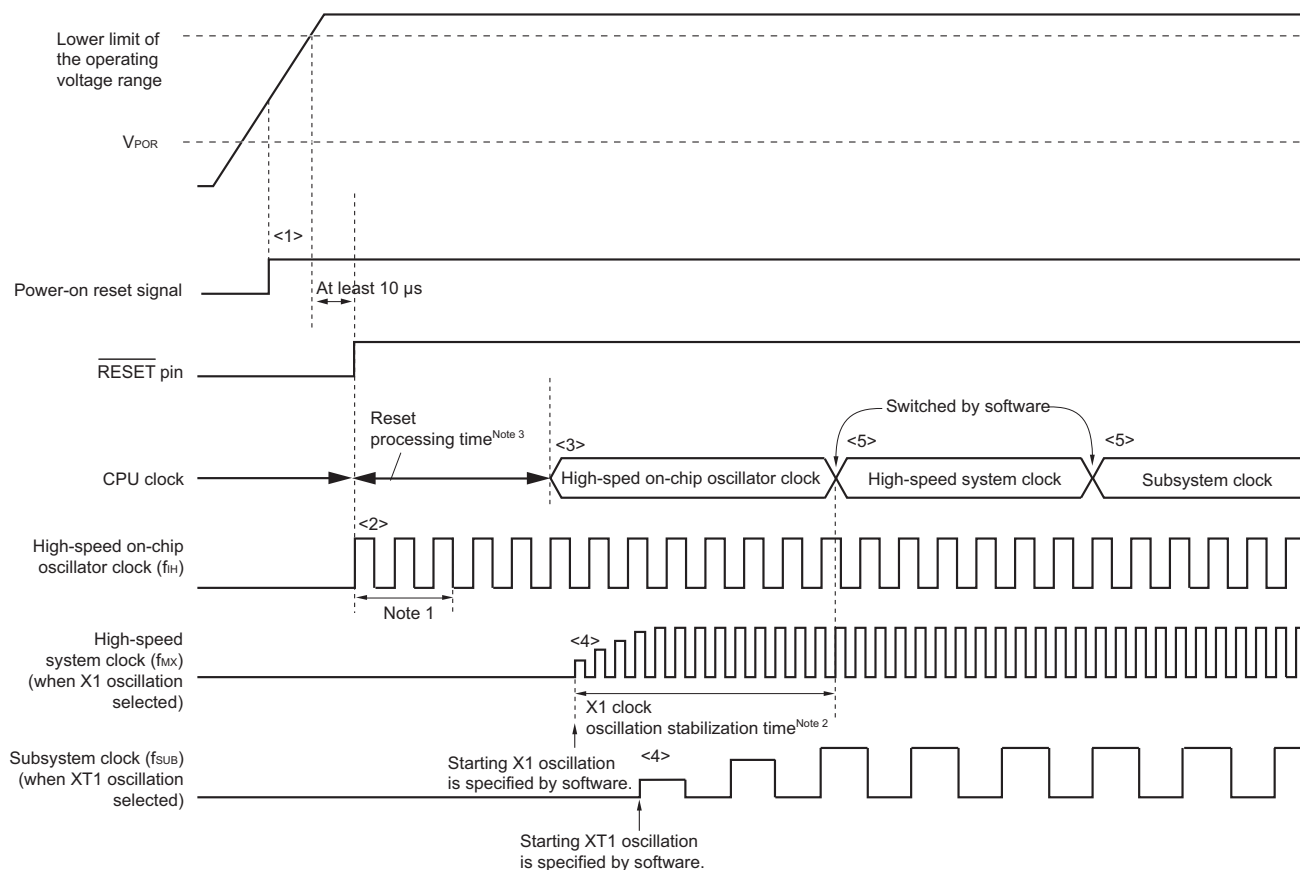 Lower limit of
the operating
voltage range
VPOR
<1>
Power-on reset signal
At least 10 µs
RESET pin
Reset
processing time Note 3
Switched by software
<3>
<5>
<5>
CPU clock
High-sped on-chip oscillator clock
High-speed system clock
Subsystem clock
<2>
High-speed on-chip
oscillator clock (fIH)
Note 1
High-speed
system clock (fMX)
(when X1 oscillation
selected)
<4>
X1 clock
oscillation stabilization time Note 2
Subsystem clock (fSUB)
(when XT1 oscillation
selected)
<4>
Starting X1 oscillation
is specified by software.
Starting XT1 oscillation
is specified by software.